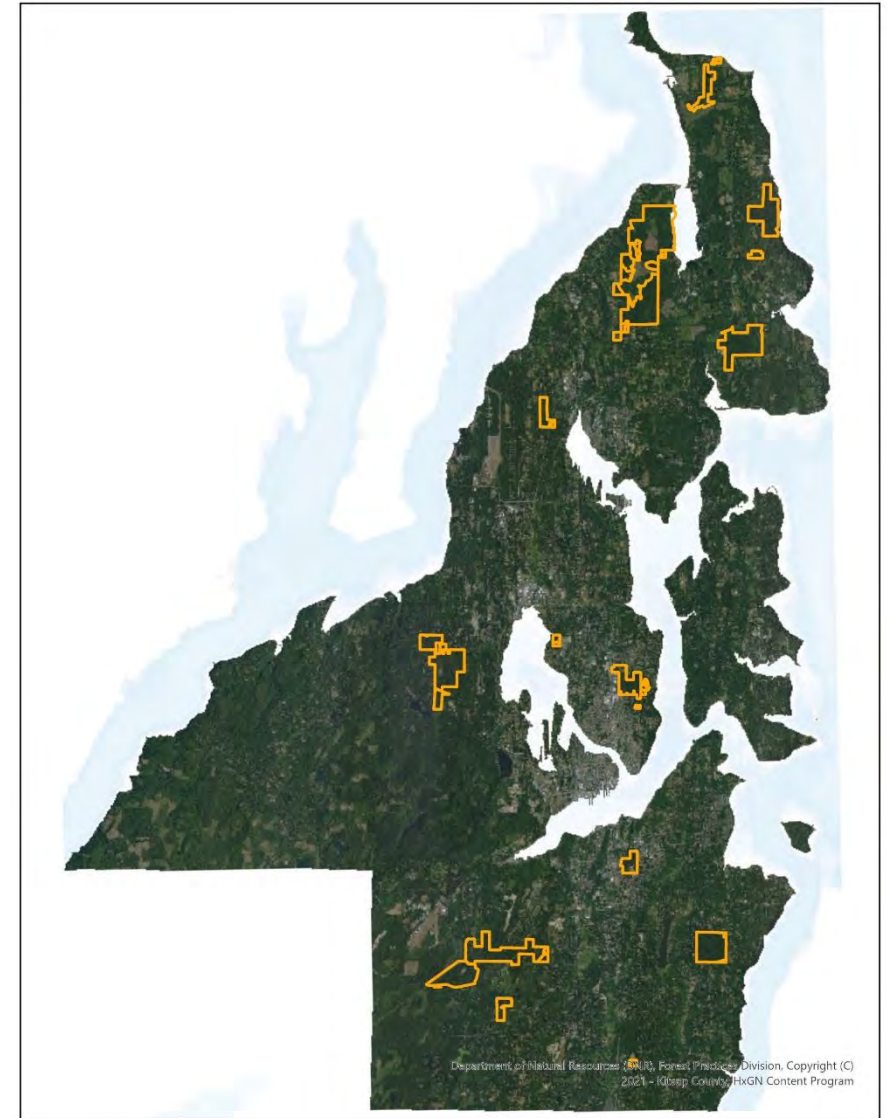 Department of Natural Resources (DNR), Forest Practices Division, Copyright (C)
2021 - Kitsap County, HxGN Content Program